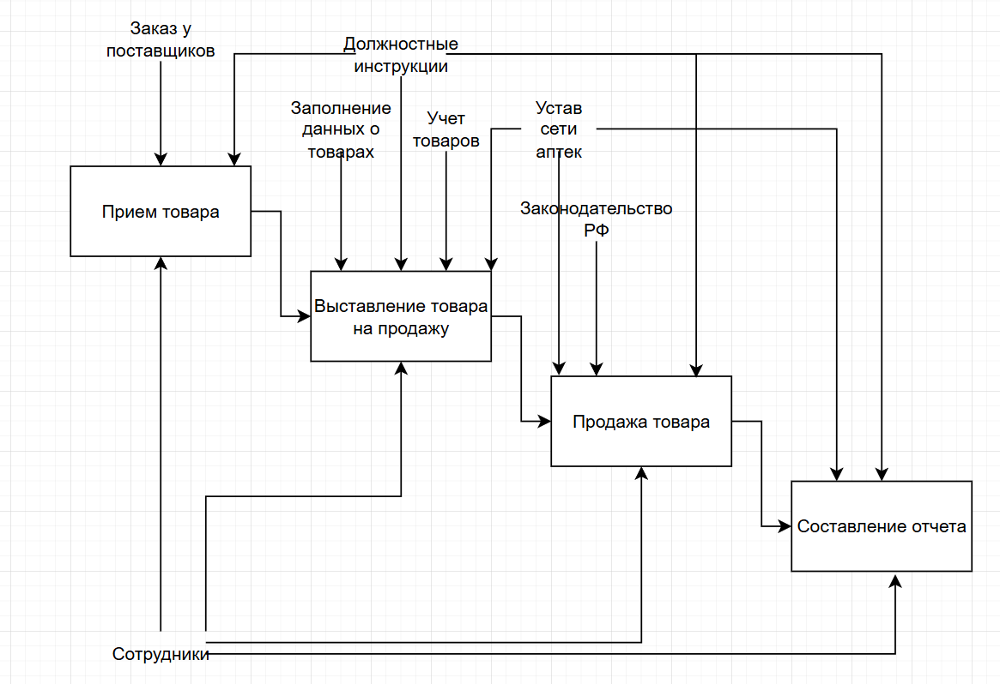 Заказ у
поставщиков
Должностные
инструкции
Заполнение
данных о
товарах
Учет
товаров
Устав
сети
аптек
Прием товара
Законодательство
РФ
Выставление товара
на продажу
Продажа товара
Составление отчета
Сотрудники